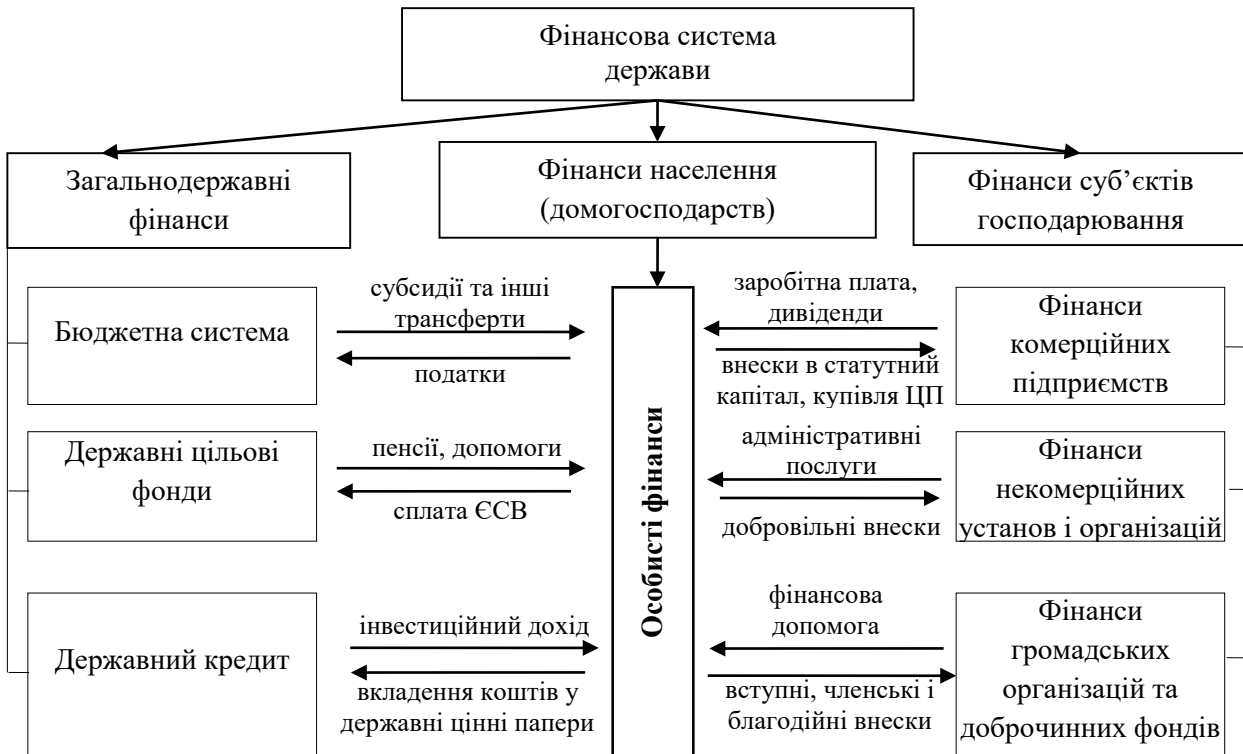 Фінансова система
держави
Загальнодержавні
фінанси
Фінанси населення
(домогосподарств)
Фінанси суб’єктів
господарювання
Бюджетна система
субсидії та інші
трансферти
податки
Особисті фінанси
заробітна плата,
дивіденди
внески в статутний
капітал, купівля ЦП
Фінанси
комерційних
підприємств
Державні цільові
фонди
пенсії, допомоги
сплата ЄСВ
адміністративні
послуги
добровільні внески
Фінанси
некомерційних
установ і організацій
Державний кредит
інвестиційний дохід
вкладення коштів у
державні цінні папери
фінансова
допомога
вступні, членські і
благодійні внески
Фінанси
громадських
організацій та
доброчинних фондів